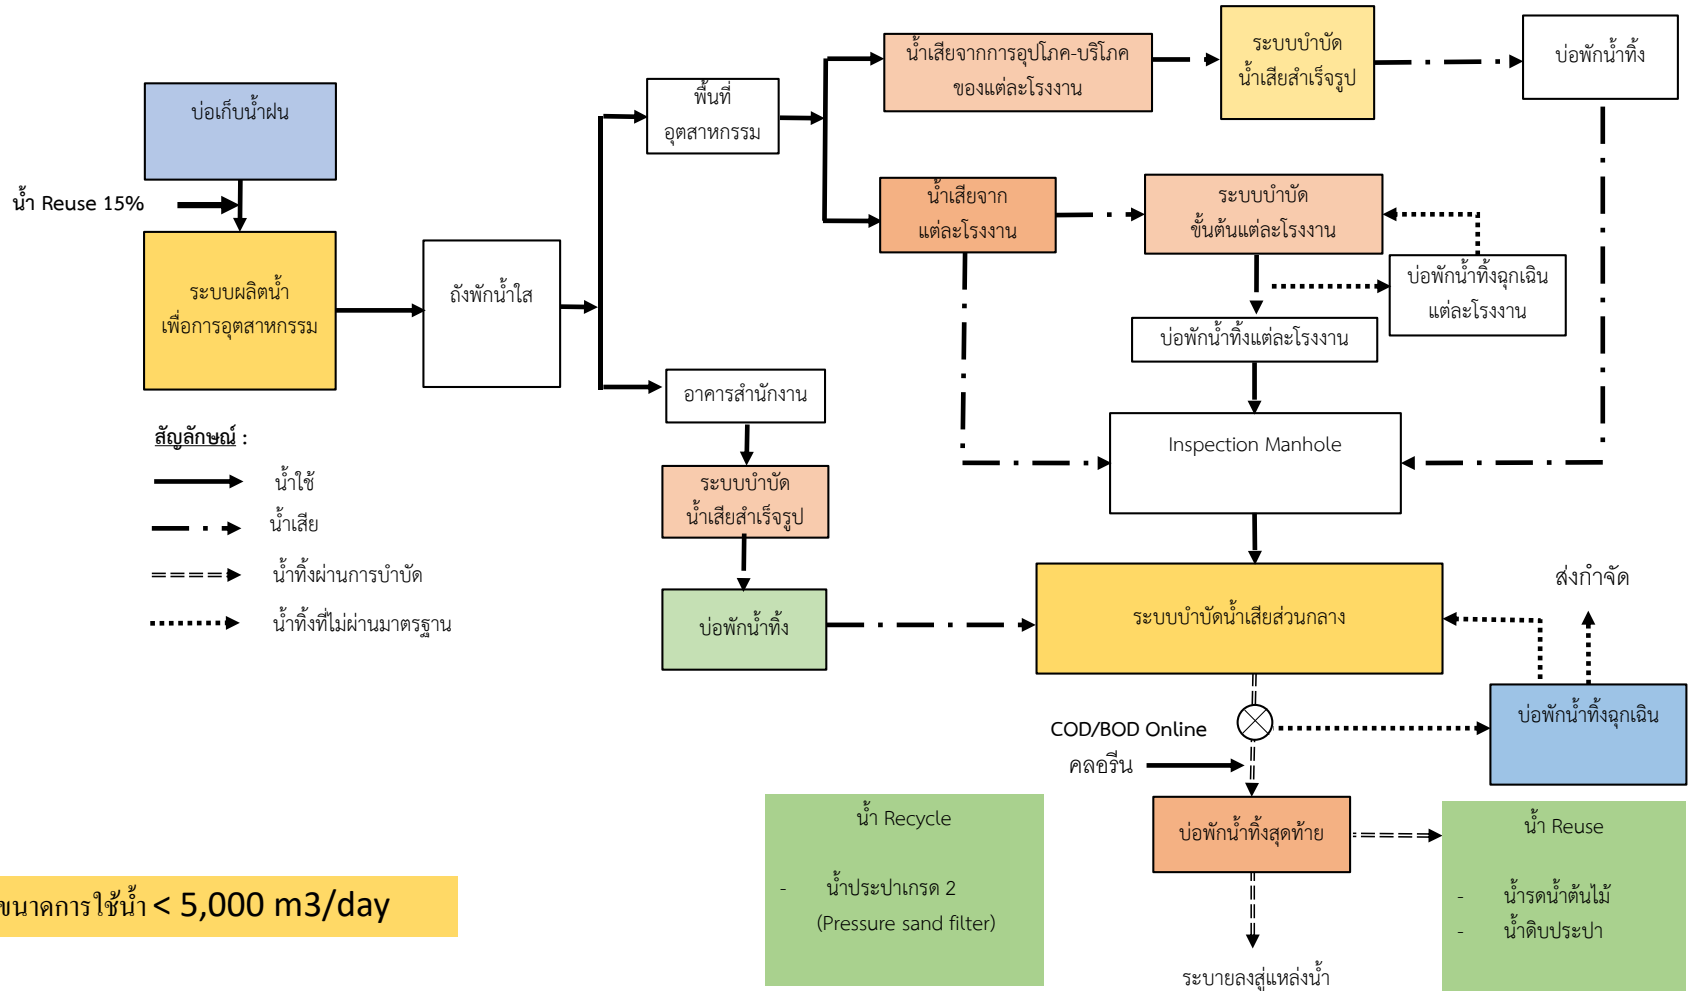 น้ำเสียจากการอุปโภค-บริโภค
ของแต่ละโรงงาน
ระบบบำบัด
น้ำเสียสำเร็จรูป
บ่อพักน้ำทิ้ง
บ่อเก็บน้ำฝน
พื้นที่
อุตสาหกรรม
น้ำ Reuse 15%
น้ำเสียจาก
แต่ละโรงงาน
ระบบบำบัด
ขั้นต้นแต่ละโรงงาน
ระบบผลิตน้ำ
เพื่อการอุตสาหกรรม
ถังพักน้ำใส
บ่อพักน้ำทิ้งฉุกเฉิน
แต่ละโรงงาน
บ่อพักน้ำทิ้งแต่ละโรงงาน
อาคารสำนักงาน
Inspection Manhole
สัญลักษณ์ :
น้ำใช้
น้ำเสีย
น้ำทิ้งผ่านการบำบัด
น้ำทิ้งที่ไม่ผ่านมาตรฐาน
ระบบบำบัด
น้ำเสียสำเร็จรูป
บ่อพักน้ำทิ้ง
ระบบบำบัดน้ำเสียส่วนกลาง
ส่งกำจัด
บ่อพักน้ำทิ้งฉุกเฉิน
COD/BOD Online
คลอรีน
บ่อพักน้ำทิ้งสุดท้าย
น้ำ Recycle
- น้ำประปาเกรด 2
(Pressure sand filter)
น้ำ Reuse
- น้ำรดน้ำต้นไม้
- น้ำดิบประปา
ระบายลงสู่แหล่งน้ำ
ขนาดการใช้น้ำ < 5,000 m3/day